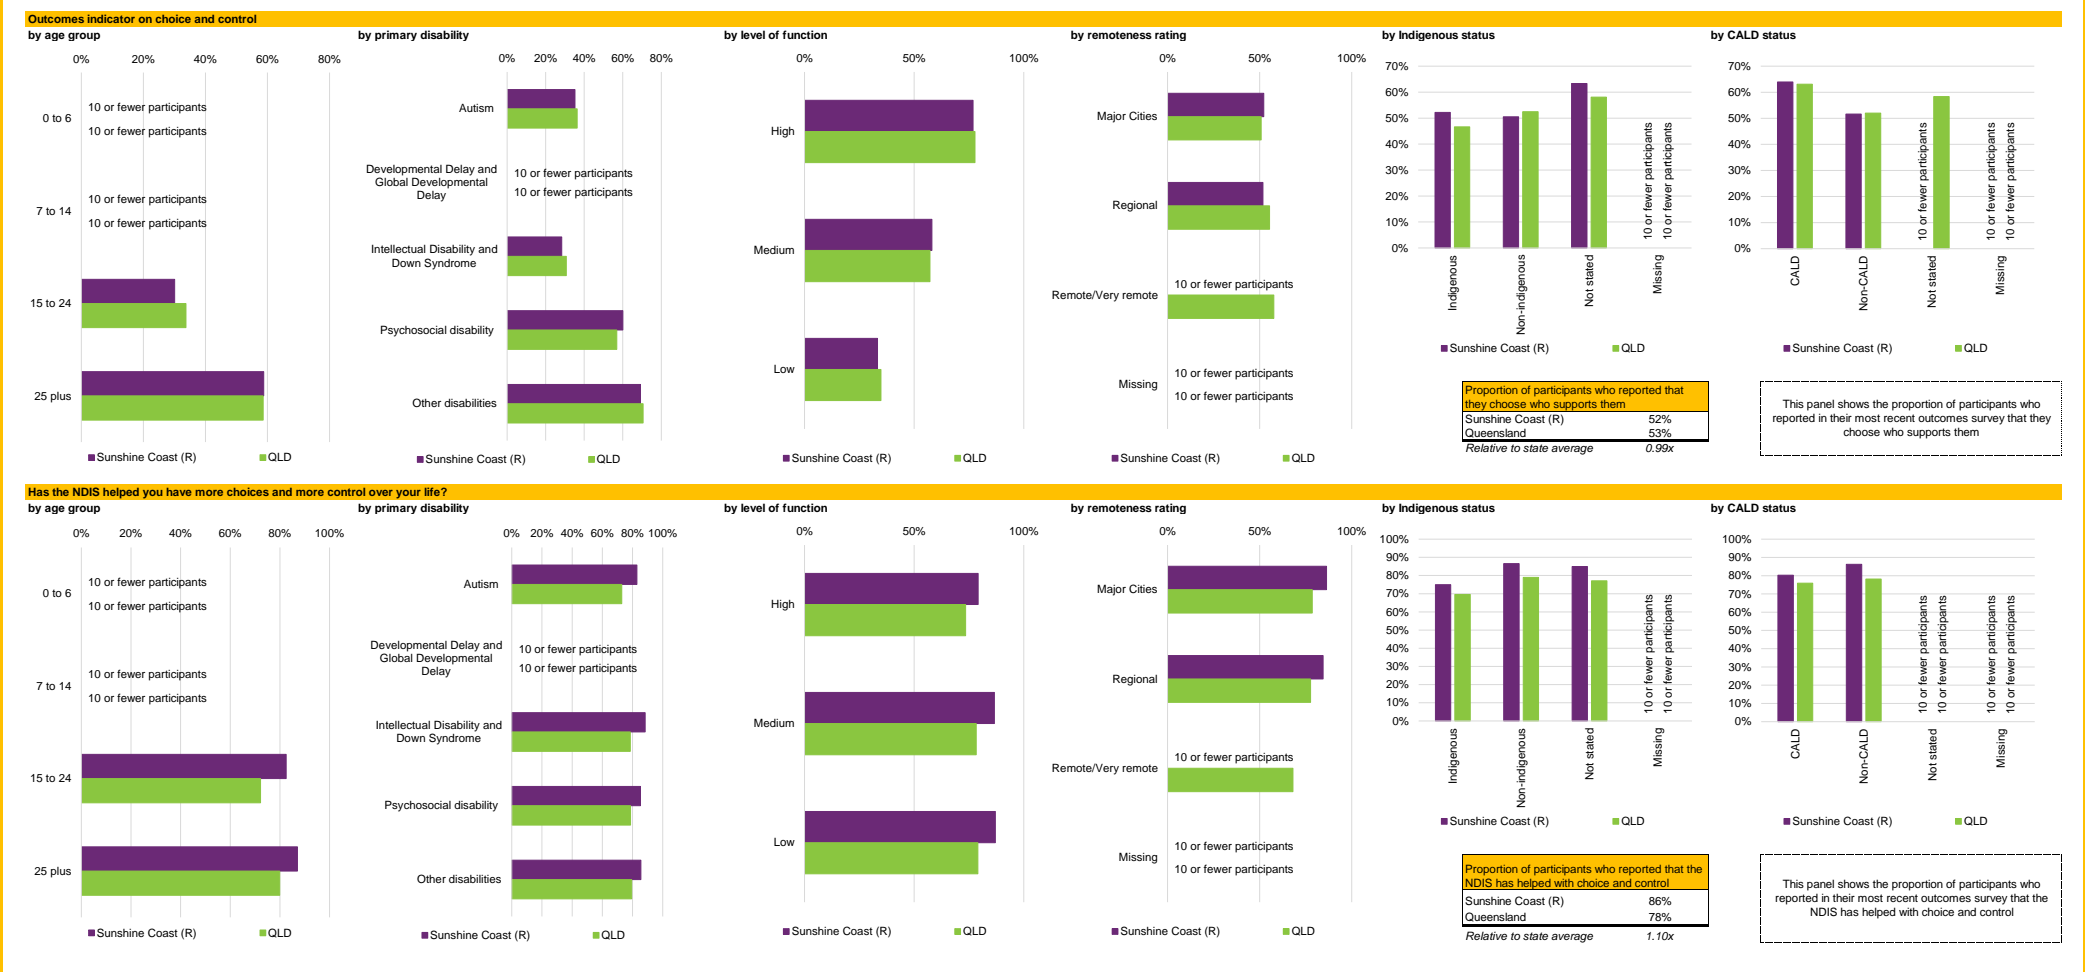 Outcomes indicator on choice and control
by age group
0% 20% 40% 60% 80%
0 to 6
10 or fewer participants
10 or fewer participants
7 to 14
10 or fewer participants
10 or fewer participants
15 to 24
25 plus
Sunshine Coast (R) QLD
by primary disability
0% 20% 40% 60% 80%
Autism
Developmental Delay and
Global Developmental
Delay
10 or fewer participants
10 or fewer participants
Intellectual Disability and
Down Syndrome
Psychosocial disability
Other disabilities
Sunshine Coast (R) QLD
by level of function
0% 50% 100%
High
Medium
Low
Sunshine Coast (R) QLD
by remoteness rating
0% 50% 100%
Major Cities
Regional
Remote/Very remote
10 or fewer participants
Missing
10 or fewer participants
10 or fewer participants
Sunshine Coast (R) QLD
by Indigenous status
70%
60%
50%
40%
30%
20%
10%
0%
10 or fewer participants
10 or fewer participants
Indigenous
Non-indigenous
Not stated
Missing
Sunshine Coast (R) QLD
Proportion of participants who reported that
they choose who supports them
Sunshine Coast (R) 52%
Queensland 53%
Relative to state average 0.99x
by CALD status
70%
60%
50%
40%
30%
20%
10%
0%
10 or fewer participants
10 or fewer participants
10 or fewer participants
CALD
Non-CALD
Not stated
Missing
Sunshine Coast (R) QLD
This panel shows the proportion of participants who
reported in their most recent outcomes survey that they
choose who supports them
Has the NDIS helped you have more choices and more control over your life?
by age group
0% 20% 40% 60% 80% 100%
0 to 6
10 or fewer participants
10 or fewer participants
7 to 14
10 or fewer participants
10 or fewer participants
15 to 24
25 plus
Sunshine Coast (R) QLD
by primary disability
0% 20% 40% 60% 80% 100%
Autism
Developmental Delay and
Global Developmental
Delay
10 or fewer participants
10 or fewer participants
Intellectual Disability and
Down Syndrome
Psychosocial disability
Other disabilities
Sunshine Coast (R) QLD
by level of function
0% 50% 100%
High
Medium
Low
Sunshine Coast (R) QLD
by remoteness rating
0% 50% 100%
Major Cities
Regional
Remote/Very remote
10 or fewer participants
Missing
10 or fewer participants
10 or fewer participants
Sunshine Coast (R) QLD
by Indigenous status
100%
90%
80%
70%
60%
50%
40%
30%
20%
10%
0%
10 or fewer participants
10 or fewer participants
Indigenous
Non-indigenous
Not stated
Missing
Sunshine Coast (R) QLD
Proportion of participants who reported that the
NDIS has helped with choice and control
Sunshine Coast (R) 86%
Queensland 78%
Relative to state average 1.10x
by CALD status
100%
90%
80%
70%
60%
50%
40%
30%
20%
10%
0%
10 or fewer participants
10 or fewer participants
10 or fewer participants
10 or fewer participants
CALD
Non-CALD
Not stated
Missing
Sunshine Coast (R) QLD
This panel shows the proportion of participants who
reported in their most recent outcomes survey that the
NDIS has helped with choice and control